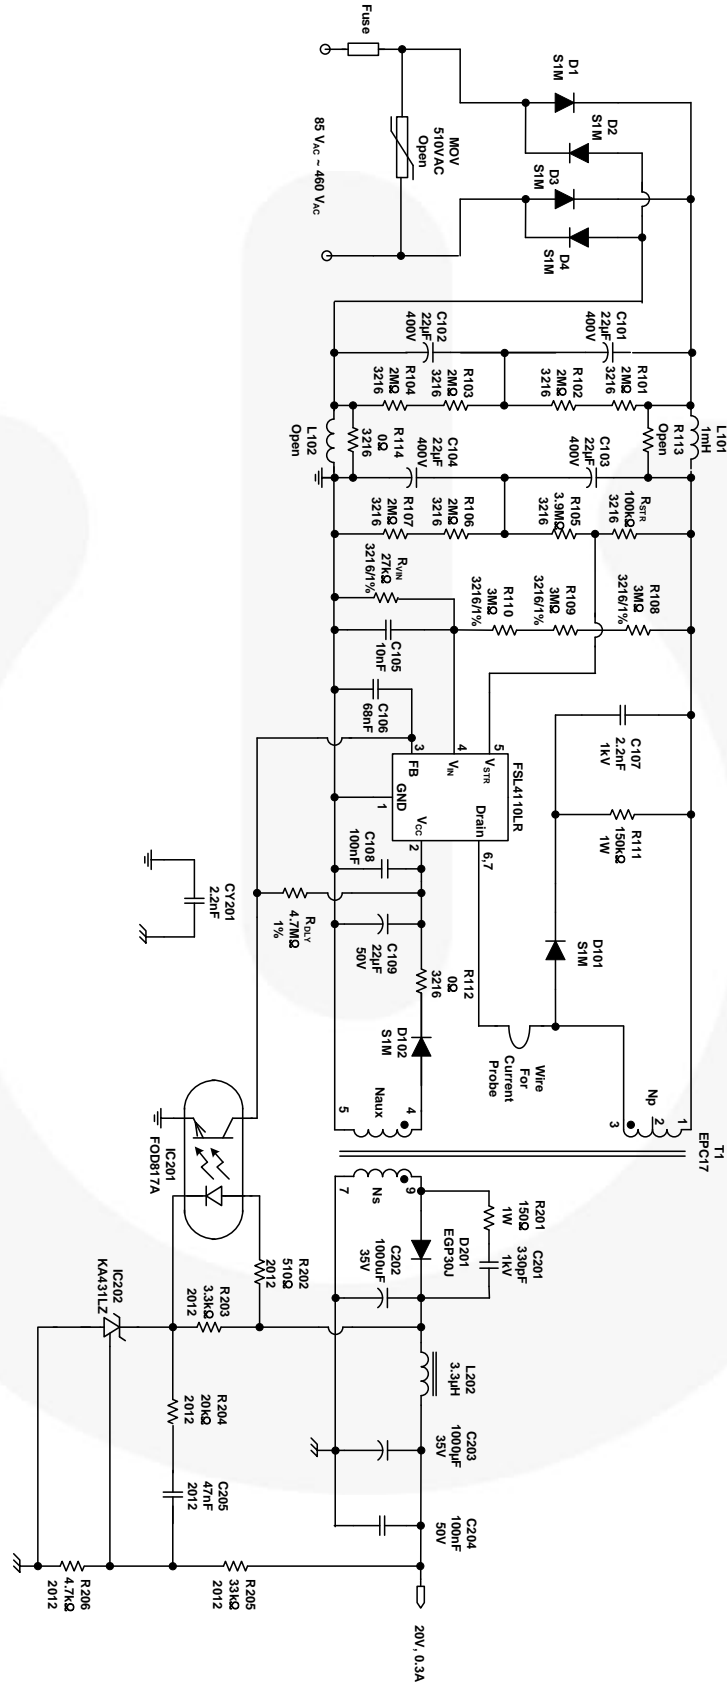 Fuse
85 V_AC ~ 460 V_AC
MOV
510VAC
Open
D1
S1M
D2
S1M
D3
S1M
D4
S1M
C101
22µF
400V
C102
22µF
400V
R101
2MΩ
3216
R102
2MΩ
3216
R103
2MΩ
3216
R104
2MΩ
3216
L101
1mH
R113
Open
R114
0Ω
3216
L102
Open
C103
22µF
400V
C104
22µF
400V
R_STR
100kΩ
3216
R105
3.9MΩ
3216
R106
2MΩ
3216
R107
2MΩ
3216
R108
3MΩ
3216/1%
R109
3MΩ
3216/1%
R110
3MΩ
3216/1%
R_VIN
27kΩ
3216/1%
C105
10nF
C106
68nF
C107
2.2nF
1kV
R111
150kΩ
1W
D101
S1M
FSL4110LR
5
V_STR
4
V_IN
3
FB
1
GND
Drain
6,7
V_CC
2
C108
100nF
C109
22µF
50V
R_DLY
4.7MΩ
1%
R112
0Ω
3216
D102
S1M
Wire
For
Current
Probe
CY201
2.2nF
T1
EPC17
1
2
3
Np
4
5
Naux
9
7
Ns
IC201
FOD817A
R201
150Ω
1W
C201
330pF
1kV
D201
EGP30J
C202
1000uF
35V
L202
3.3µH
C203
1000µF
35V
C204
100nF
50V
20V, 0.3A
R202
510Ω
2012
R203
3.3kΩ
2012
IC202
KA431LZ
R204
20kΩ
2012
C205
47nF
2012
R205
33kΩ
2012
R206
4.7kΩ
2012